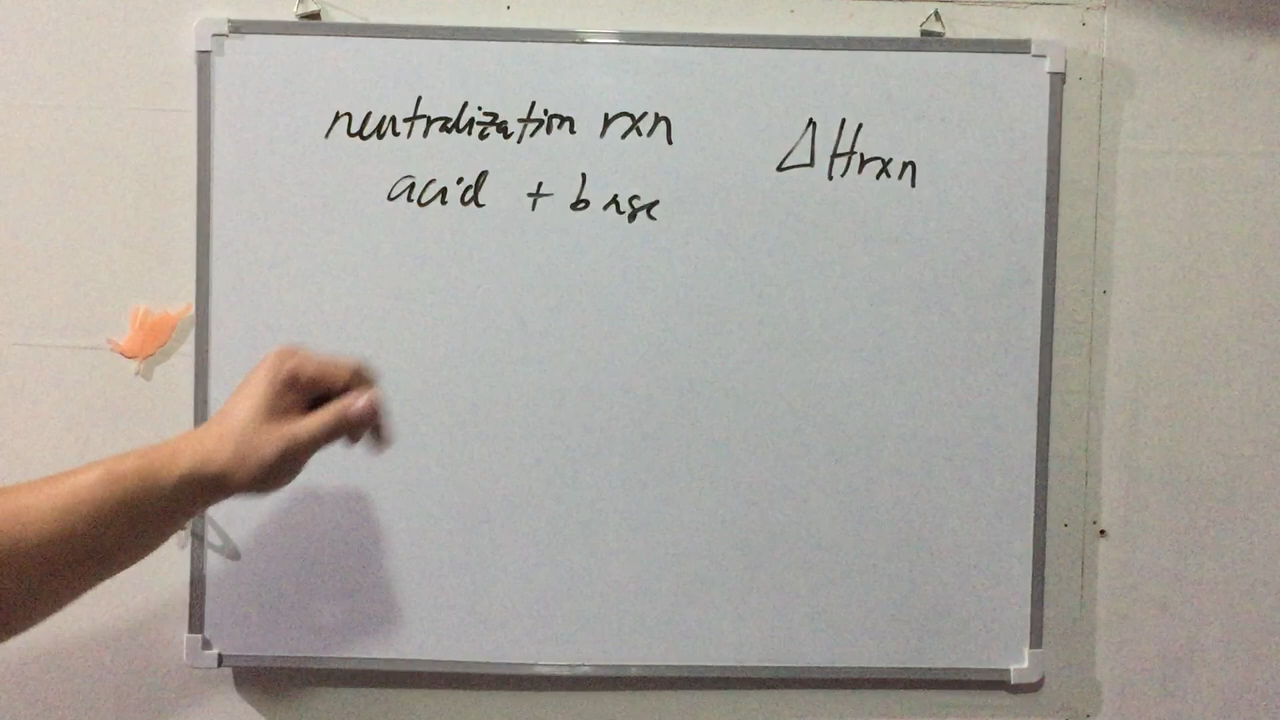 neutralization rxn
acid + base
ΔHrxn